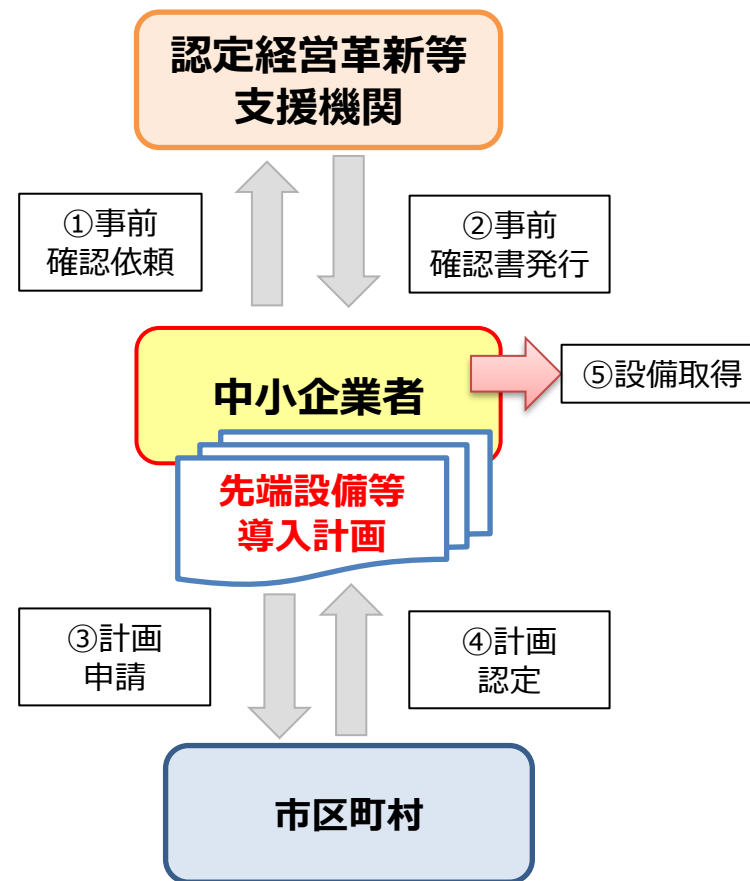 認定経営革新等
支援機関
①事前
確認依頼
②事前
確認書発行
中小企業者
⑤設備取得
先端設備等
導入計画
③計画
申請
④計画
認定
市区町村